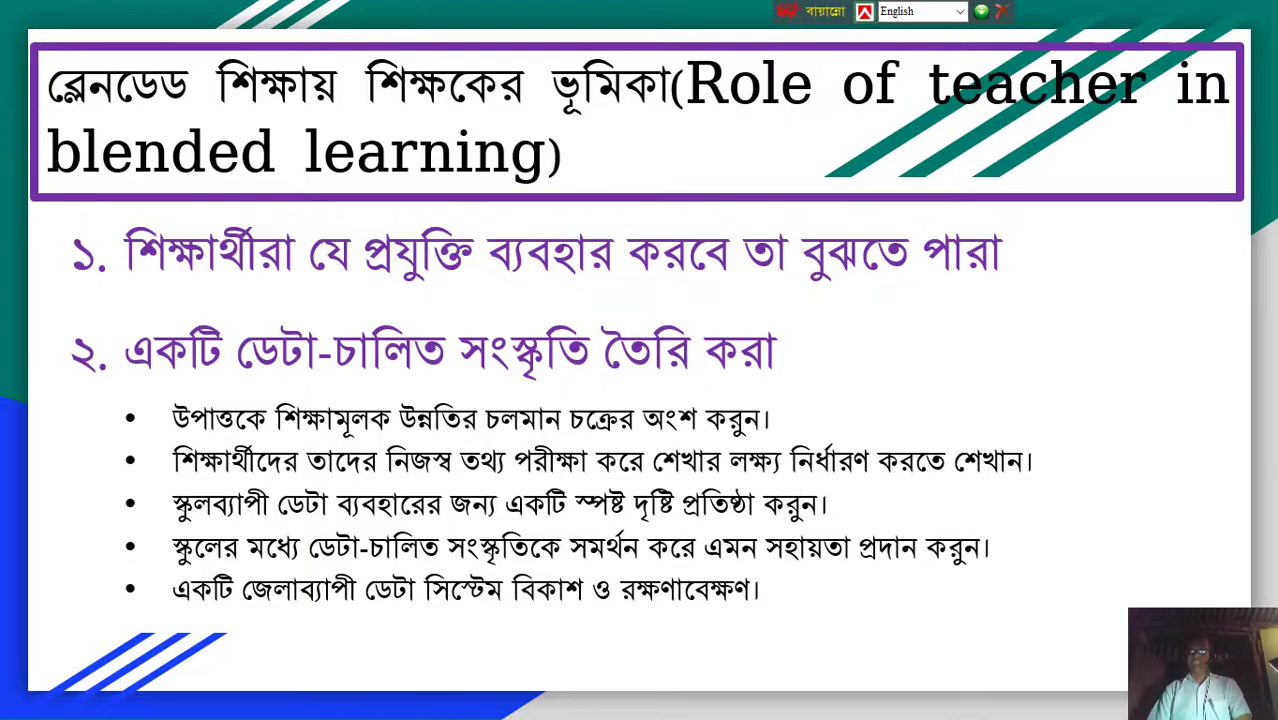 বায়ান্নো
English
ব্লেনডেড শিক্ষায় শিক্ষকের ভূমিকা(Role of teacher in
blended learning)
১. শিক্ষার্থীরা যে প্রযুক্তি ব্যবহার করবে তা বুঝতে পারা
২. একটি ডেটা-চালিত সংস্কৃতি তৈরি করা
• উপাত্তকে শিক্ষামূলক উন্নতির চলমান চক্রের অংশ করুন।
• শিক্ষার্থীদের তাদের নিজস্ব তথ্য পরীক্ষা করে শেখার লক্ষ্য নির্ধারণ করতে শেখান।
• স্কুলব্যাপী ডেটা ব্যবহারের জন্য একটি স্পষ্ট দৃষ্টি প্রতিষ্ঠা করুন।
• স্কুলের মধ্যে ডেটা-চালিত সংস্কৃতিকে সমর্থন করে এমন সহায়তা প্রদান করুন।
• একটি জেলাব্যাপী ডেটা সিস্টেম বিকাশ ও রক্ষণাবেক্ষণ।